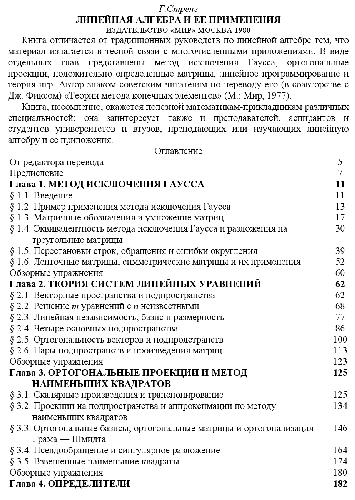 Г.Стренг
ЛИНЕЙНАЯ АЛГЕБРА И ЕЕ ПРИМЕНЕНИЯ
ИЗДАТЕЛЬСТВО «МИР» МОСКВА 1980
Книга отличается от традиционных руководств по линейной алгебре тем, что
материал излагается в тесной связи с многочисленными приложениями. В виде
отдельных глав представлены метод исключения Гаусса, ортогональные
проекции, положительно определенные матрицы, линейное программирование и
теория игр. Автор знаком советским читателям по переводу его (в соавторстве с
Дж. Фиксом) «Теория метода конечных элементов» (М.: Мир, 1977).
Книга, несомненно, окажется полезной математикам-прикладникам различных
специальностей; она заинтересует также и преподавателей, аспирантов и
студентов университетов и втузов, преподающих или изучающих линейную
алгебру и ее приложения.
Оглавление
От редактора перевода 5
Предисловие 7
Глава 1. МЕТОД ИСКЛЮЧЕНИЯ ГАУССА 11
§ 1.1. Введение 11
§ 1.2. Пример применения метода исключения Гаусса 13
§ 1.3. Матричные обозначения и умножение матриц 17
§ 1.4. Эквивалентность метода исключения Гаусса и разложения на 30
треугольные матрицы
§ 1.5. Перестановки строк, обращения и ошибки округления 39
§ 1.6. Ленточные матрицы, симметрические матрицы и их применения 52
Обзорные упражнения 60
Глава 2. ТЕОРИЯ СИСТЕМ ЛИНЕЙНЫХ УРАВНЕНИЙ 62
§ 2.1. Векторные пространства и подпространства 62
§ 2.2. Решение m уравнений с n неизвестными 68
§ 2.3. Линейная независимость, базис и размерность 77
§ 2.4. Четыре основных подпространства 86
§ 2.5. Ортогональность векторов и подпространств 100
§ 2.6. Пары подпространств и произведения матриц 113
Обзорные упражнения 123
Глава 3. ОРТОГОНАЛЬНЫЕ ПРОЕКЦИИ И МЕТОД 125
НАИМЕНЬШИХ КВАДРАТОВ
§ 3.1. Скалярные произведения и транспонирование 125
§ 3.2. Проекции на подпространства и аппроксимации по методу 134
наименьших квадратов
§ 3.3. Ортогональные базисы, ортогональные матрицы и ортогонализация 146
Грама — Шмидта
§ 3.4. Псевдообращение и сингулярное разложение 164
§ 3.5. Взвешенные наименьшие квадраты 174
Обзорные упражнения 180
Глава 4. ОПРЕДЕЛИТЕЛИ 182